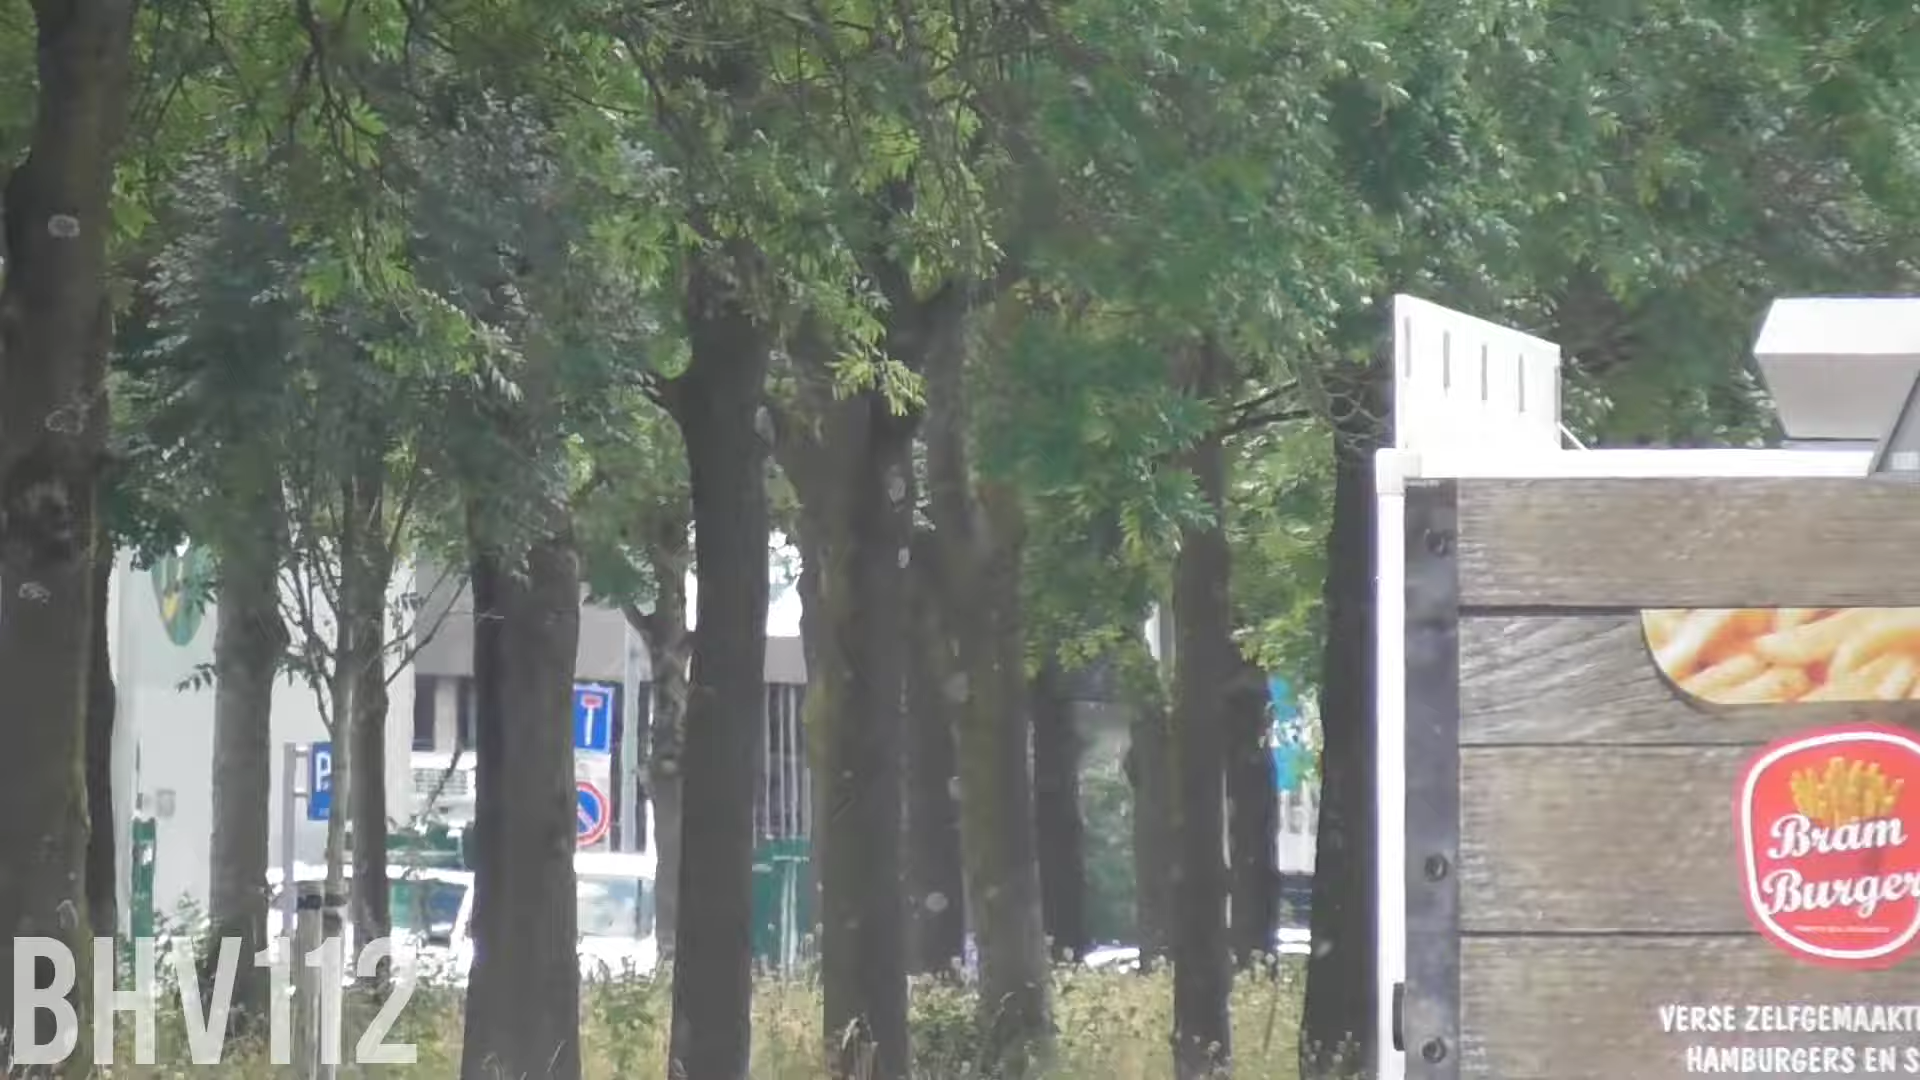 P
Bram
Burger
VERSE ZELFGEMAAKT
HAMBURGERS EN S
BHV112